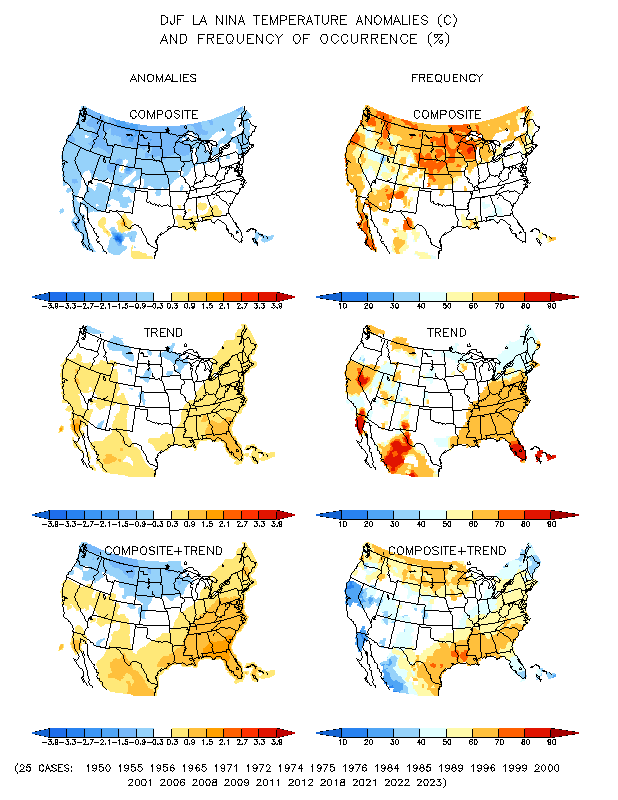 DJF LA NINA TEMPERATURE ANOMALIES (C)
AND FREQUENCY OF OCCURRENCE (%)
ANOMALIES FREQUENCY
COMPOSITE COMPOSITE
-3.9 -3.3 -2.7 -2.1 -1.5 -0.9 -0.3 0.3 0.9 1.5 2.1 2.7 3.3 3.9 10 20 30 40 50 60 70 80 90
TREND TREND
-3.9 -3.3 -2.7 -2.1 -1.5 -0.9 -0.3 0.3 0.9 1.5 2.1 2.7 3.3 3.9 10 20 30 40 50 60 70 80 90
COMPOSITE+TREND COMPOSITE+TREND
-3.9 -3.3 -2.7 -2.1 -1.5 -0.9 -0.3 0.3 0.9 1.5 2.1 2.7 3.3 3.9 10 20 30 40 50 60 70 80 90
(25 CASES: 1950 1955 1956 1965 1971 1972 1974 1975 1976 1984 1985 1989 1996 1999 2000
2001 2006 2008 2009 2011 2012 2018 2021 2022 2023)